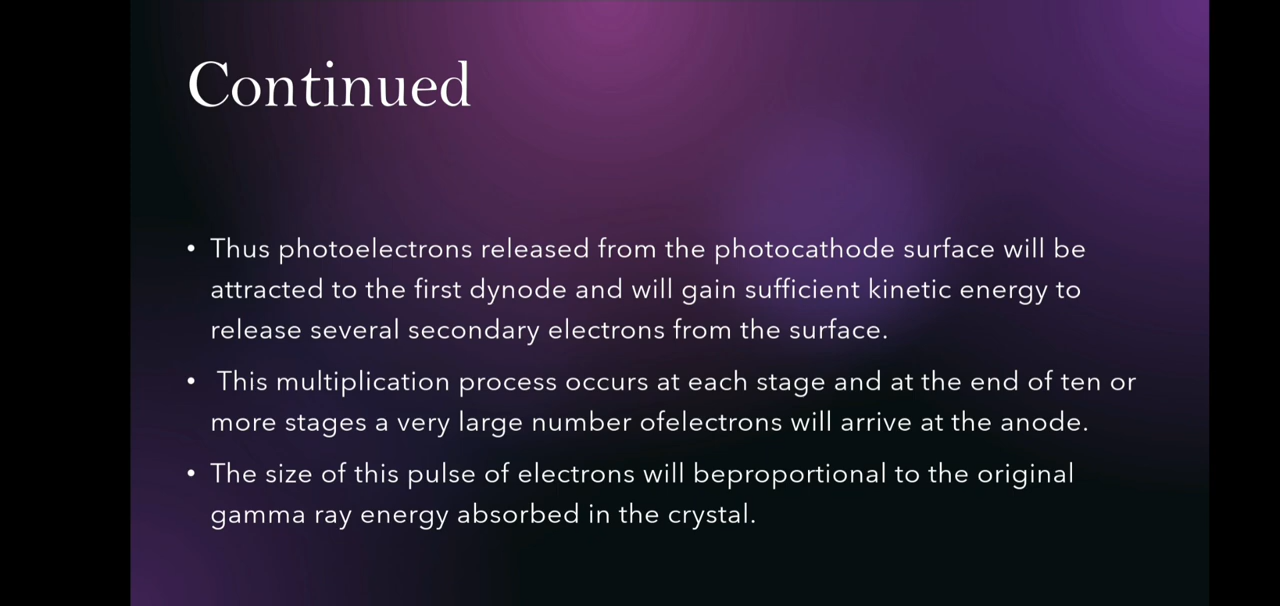 Continued
• Thus photoelectrons released from the photocathode surface will be
attracted to the first dynode and will gain sufficient kinetic energy to
release several secondary electrons from the surface.
• This multiplication process occurs at each stage and at the end of ten or
more stages a very large number ofelectrons will arrive at the anode.
• The size of this pulse of electrons will beproportional to the original
gamma ray energy absorbed in the crystal.